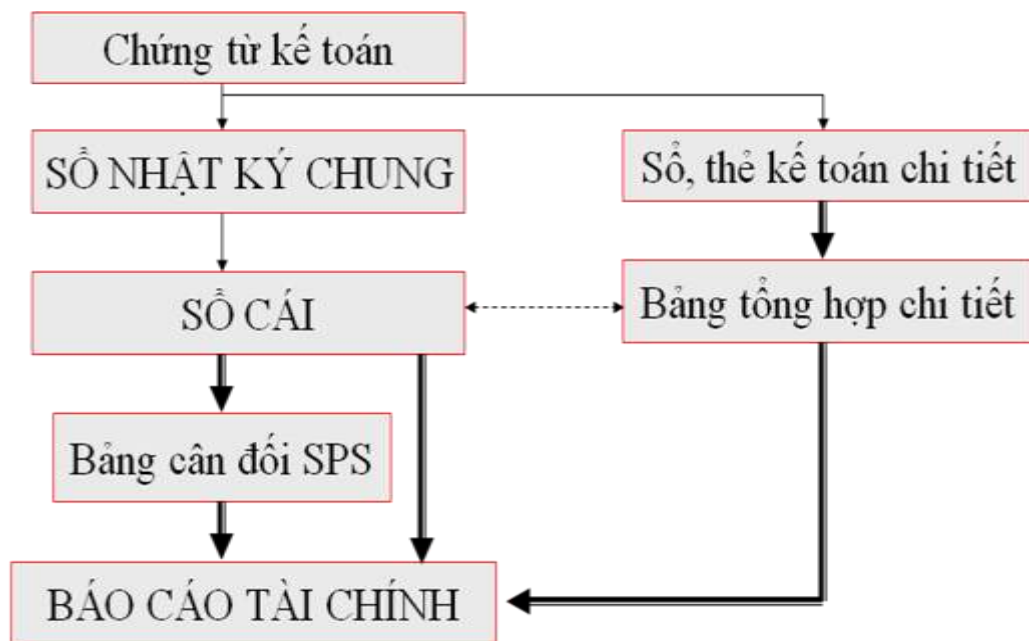 Chứng từ kế toán
SỔ NHẬT KÝ CHUNG
Sổ, thẻ kế toán chi tiết
SỔ CÁI
Bảng tổng hợp chi tiết
Bảng cân đối SPS
BÁO CÁO TÀI CHÍNH